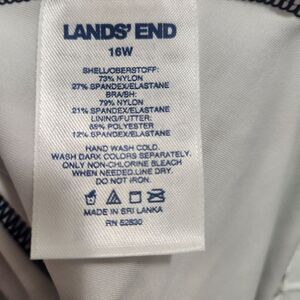 LANDS' END
16W
SHELL/OBERSTOFF:
73% NYLON
27% SPANDEX/ELASTANE
BRA/BH:
79% NYLON
21% SPANDEX/ELASTANE
LINING/FUTTER:
88% POLYESTER
12% SPANDEX/ELASTANE
HAND WASH COLD.
WASH DARK COLORS SEPARATELY.
ONLY NON-CHLORINE BLEACH
WHEN NEEDED.LINE DRY.
DO NOT IRON.
MADE IN SRI LANKA
RN